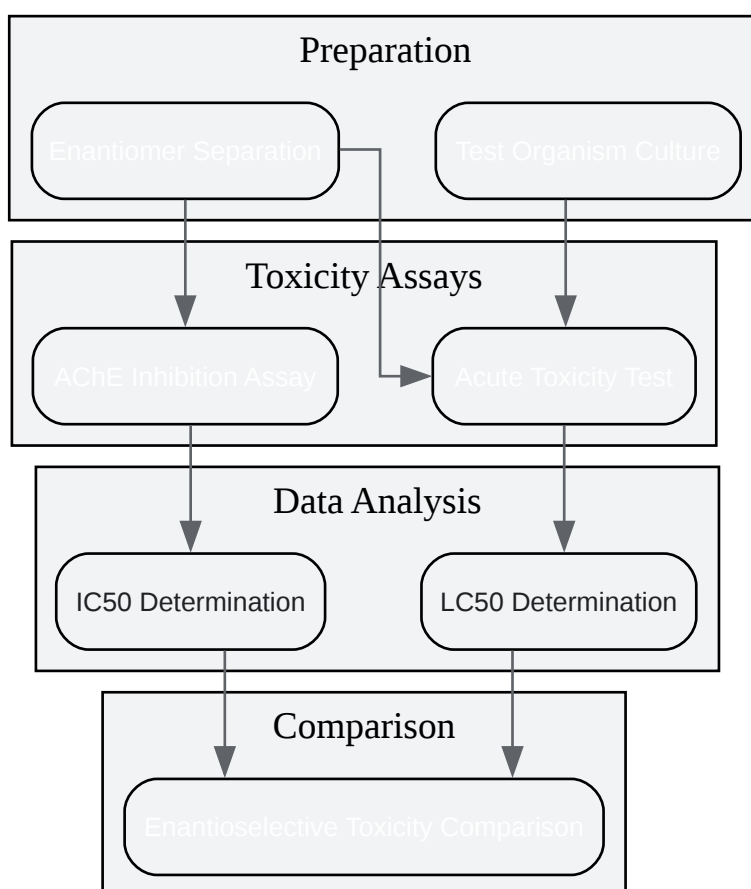 Preparation
Enantiomer Separation
Test Organism Culture
Toxicity Assays
AChE Inhibition Assay
Acute Toxicity Test
Data Analysis
IC50 Determination
LC50 Determination
Comparison
Enantioselective Toxicity Comparison